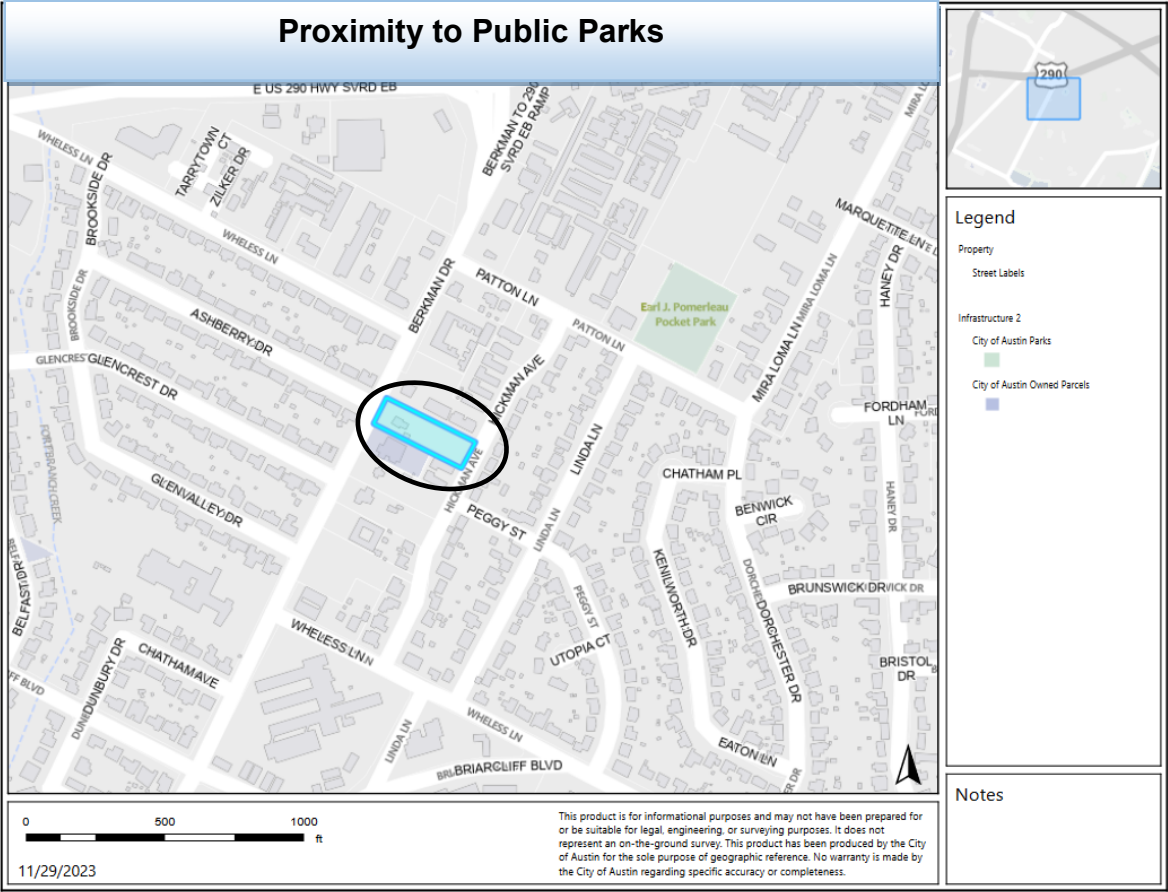 Proximity to Public Parks
290
E US 290 HWY SVRD EB
BERKMAN TO 290
SVRD EB RAMP
MIRA LO
WHELESS LN
TARRYTOWN
CT
ZILKER DR
BROOKSIDE DR
WHELESS LN
MARQUETTE LN
HANEY DR
PATTON LN
BERKMAN DR
MIRA LOMA LN
BROOKSIDE DR
ASHBERRY DR
Earl J. Pomerleau
Pocket Park
PATTON LN
MIRA LOMA LN
GLENCREST
GLENCREST DR
HICKMAN AVE
FORDHAM
LN
FORD
LINDA LN
FORT BRANCH CREEK
HICKMAN AVE
CHATHAM PL
GLENVALLEY DR
PEGGY ST
LINDA LN
BENWICK
CIR
HANEY DR
BELFAST DR
KENILWORTH DR
DORCHE
DORCHESTER DR
BRUNSWICK DR
WICK DR
PEGGY ST
WHELESS LN
N
UTOPIA CT
CHATHAM AVE
BRISTOL
DR
FF BLVD
DUNBURY DR
LINDA LN
WHELESS LN
EATON LN
BRIARCLIFF BLVD
ER DR
Legend
Property
Street Labels
Infrastructure 2
City of Austin Parks
City of Austin Owned Parcels
Notes
0 500 1000
ft
11/29/2023
This product is for informational purposes and may not have been prepared for
or be suitable for legal, engineering, or surveying purposes. It does not
represent an on-the-ground survey. This product has been produced by the City
of Austin for the sole purpose of geographic reference. No warranty is made by
the City of Austin regarding specific accuracy or completeness.